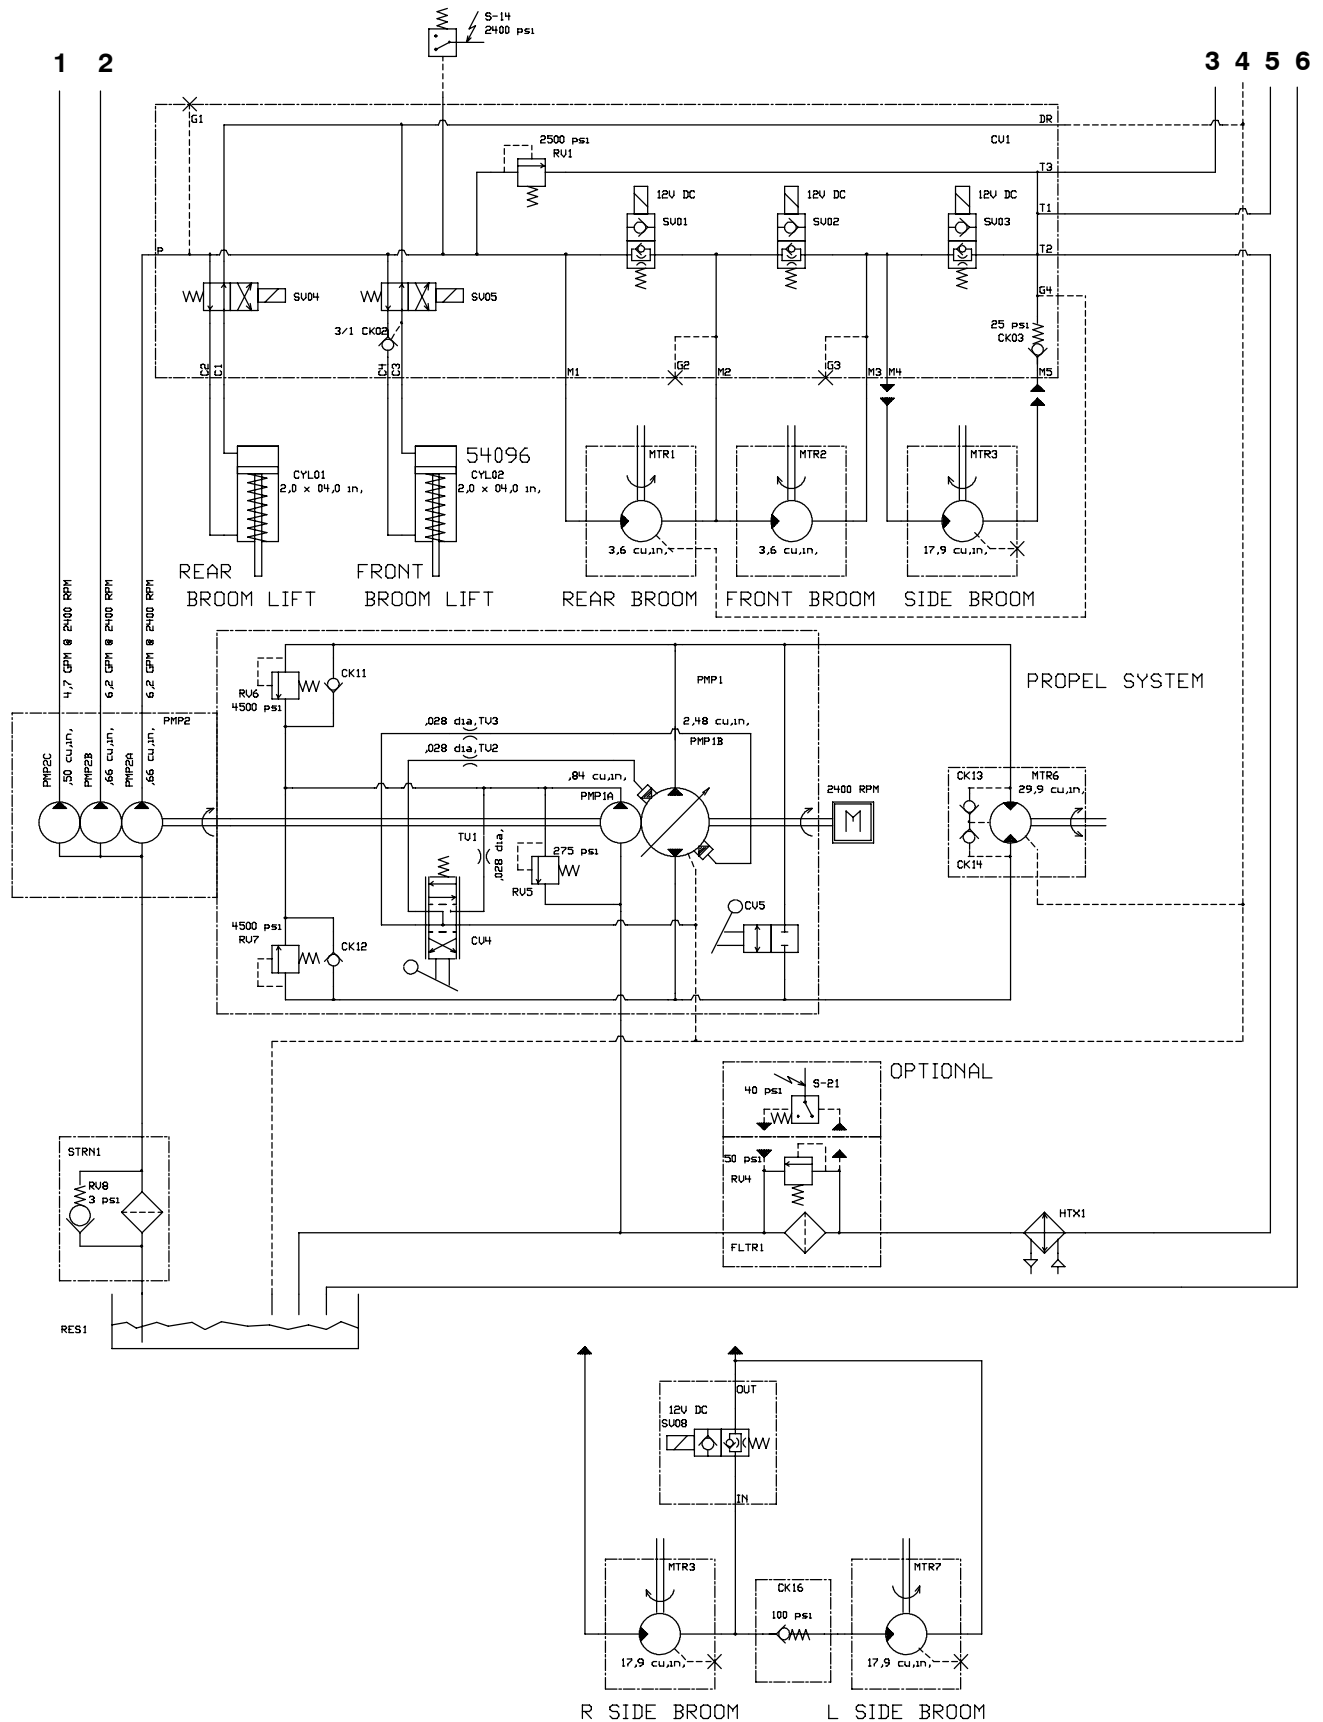 S-14
2400 psi
1 2
3 4 5 6
G1
DR
CV1
2500 psi
RV1
T3
12V DC
12V DC
12V DC
T1
SV01
SV02
SV03
P
T2
G4
SV04
SV05
3/1 CK02
25 psi
CK03
C2
C1
C4
C3
M1
G2
M2
G3
M3
M4
M5
54096
CYL01
2,0 x 04,0 in,
CYL02
2,0 x 04,0 in,
MTR1
MTR2
MTR3
3,6 cu,in,
3,6 cu,in,
17,9 cu,in,
REAR
BROOM LIFT
FRONT
BROOM LIFT
REAR BROOM
FRONT BROOM
SIDE BROOM
4,7 GPM @ 2400 RPM
6,2 GPM @ 2400 RPM
6,2 GPM @ 2400 RPM
PMP2
PMP2C
,50 cu,in,
PMP2B
,66 cu,in,
PMP2A
,66 cu,in,
RV6
4500 psi
CK11
PMP1
PROPEL SYSTEM
,028 dia,TV3
2,48 cu,in,
PMP1B
,028 dia,TV2
,84 cu,in,
PMP1A
2400 RPM
M
CK13
MTR6
29,9 cu,in,
CK14
TV1
,028 dia,
275 psi
RV5
CV5
4500 psi
RV7
CK12
CV4
OPTIONAL
40 psi
S-21
STRN1
RV8
3 psi
50 psi
RV4
FLTR1
HTX1
RES1
OUT
12V DC
SV08
IN
MTR3
CK16
100 psi
MTR7
17,9 cu,in,
17,9 cu,in,
R SIDE BROOM
L SIDE BROOM